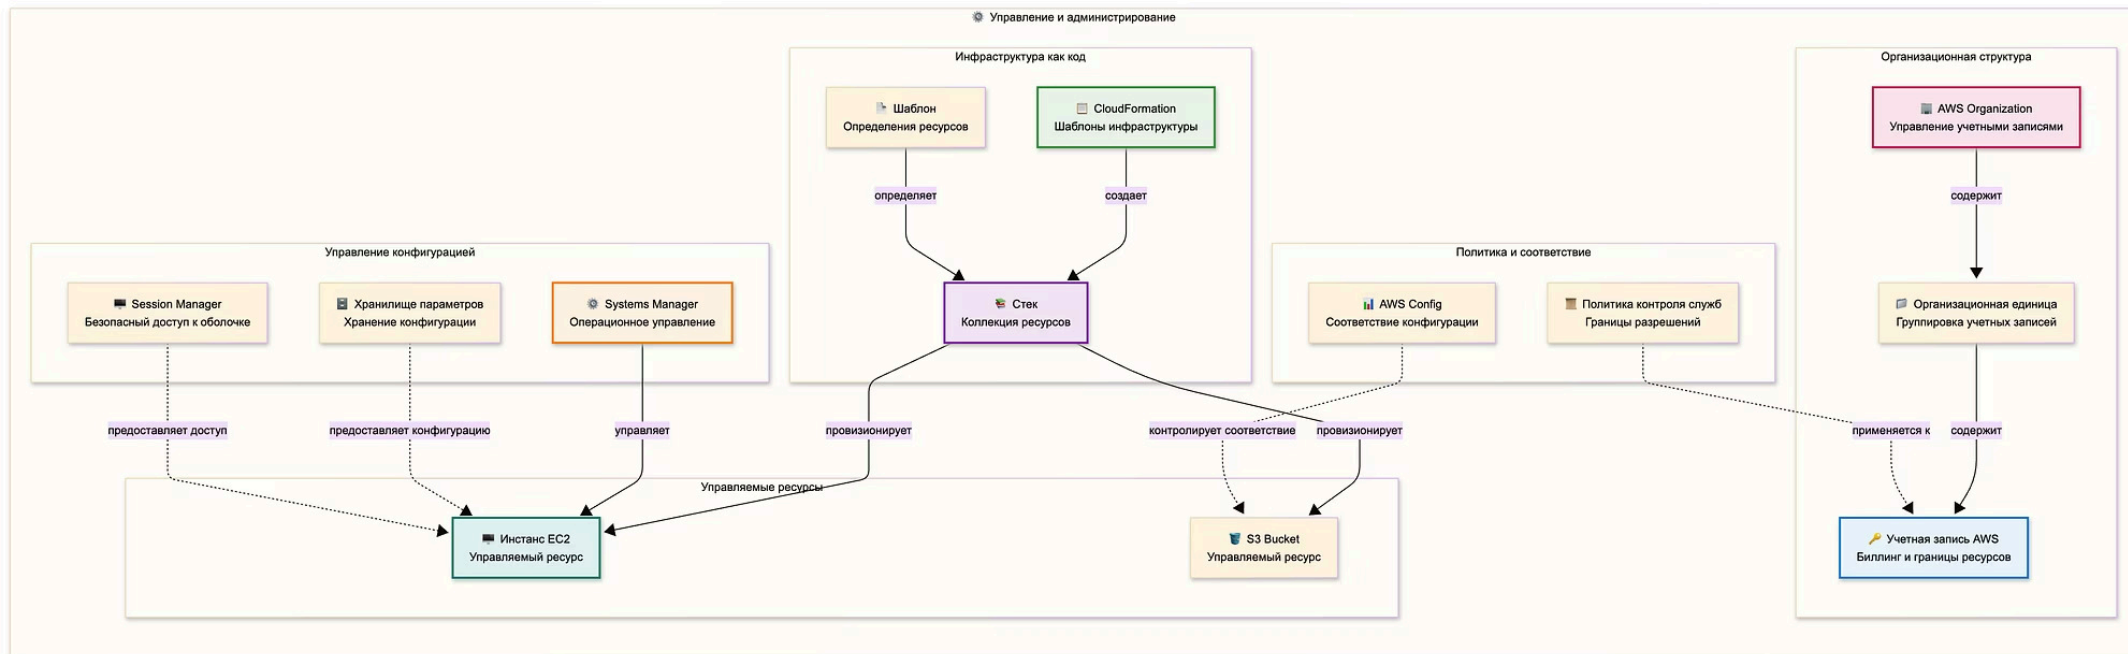 ⚙️ Управление и администрирование
Инфраструктура как код
Организационная структура
📄 Шаблон
Определения ресурсов
📋 CloudFormation
Шаблоны инфраструктуры
🏢 AWS Organization
Управление учетными записями
определяет
создает
содержит
Управление конфигурацией
Политика и соответствие
🖥️ Session Manager
Безопасный доступ к оболочке
🗄️ Хранилище параметров
Хранение конфигурации
⚙️ Systems Manager
Операционное управление
📚 Стек
Коллекция ресурсов
📊 AWS Config
Соответствие конфигурации
📜 Политика контроля служб
Границы разрешений
📁 Организационная единица
Группировка учетных записей
предоставляет доступ
предоставляет конфигурацию
управляет
провизионирует
контролирует соответствие
провизионирует
применяется к
содержит
Управляемые ресурсы
🖥️ Инстанс EC2
Управляемый ресурс
🪣 S3 Bucket
Управляемый ресурс
🔑 Учетная запись AWS
Биллинг и границы ресурсов